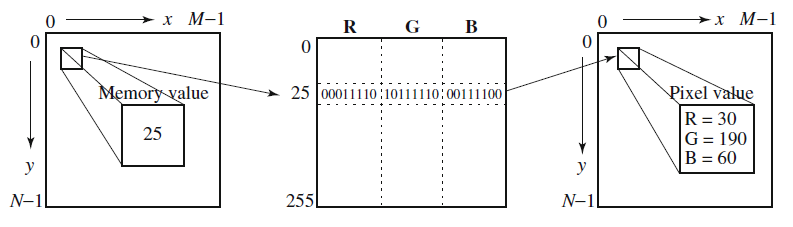 0 x M–1
0
Memory value
25
y
N–1
R G B
0
25 00011110 10111110 00111100
255
0 x M–1
0
Pixel value
R = 30
G = 190
B = 60
y
N–1